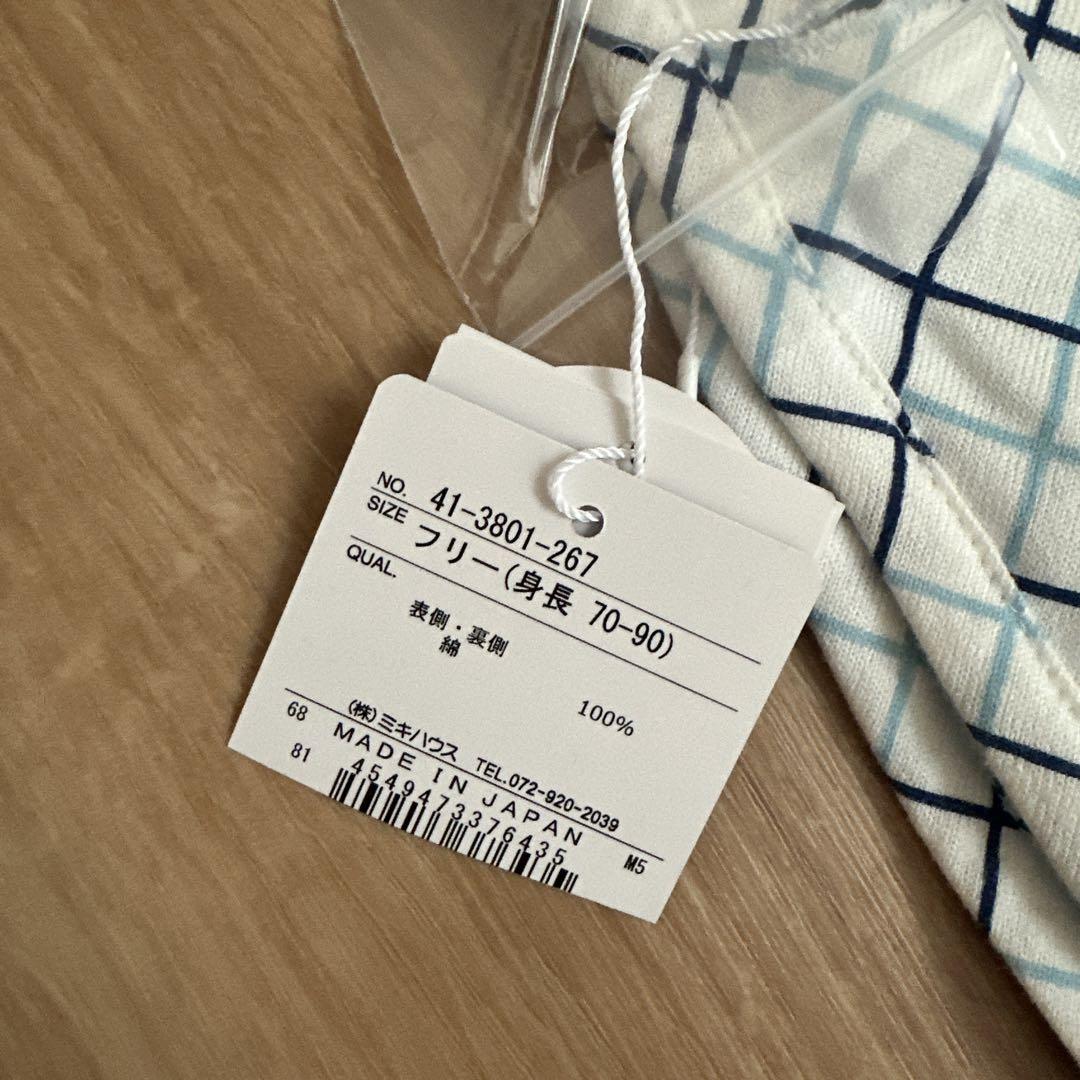 NO. 41-3801-267
SIZE フリー(身長 70-90)
QUAL.
表側・裏側
綿
100%
68 (株)ミキハウス TEL.072-920-2039
81 MADE IN JAPAN
4549473376435
M5